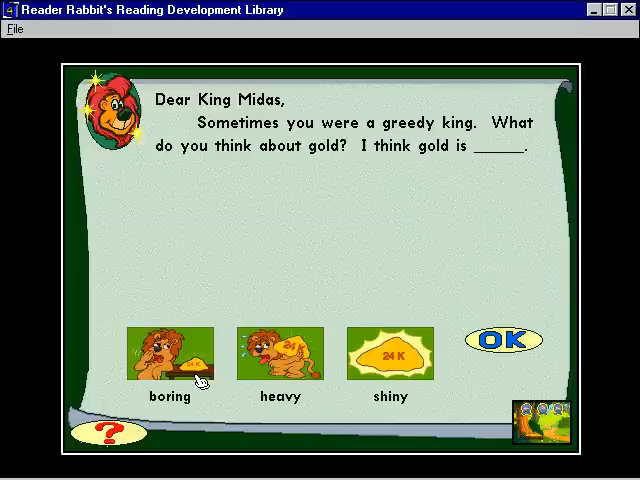 Reader Rabbit's Reading Development Library
File
Dear King Midas,
Sometimes you were a greedy king. What
do you think about gold? I think gold is ______.
24 K
24 K
24 K
OK
boring
heavy
shiny
?